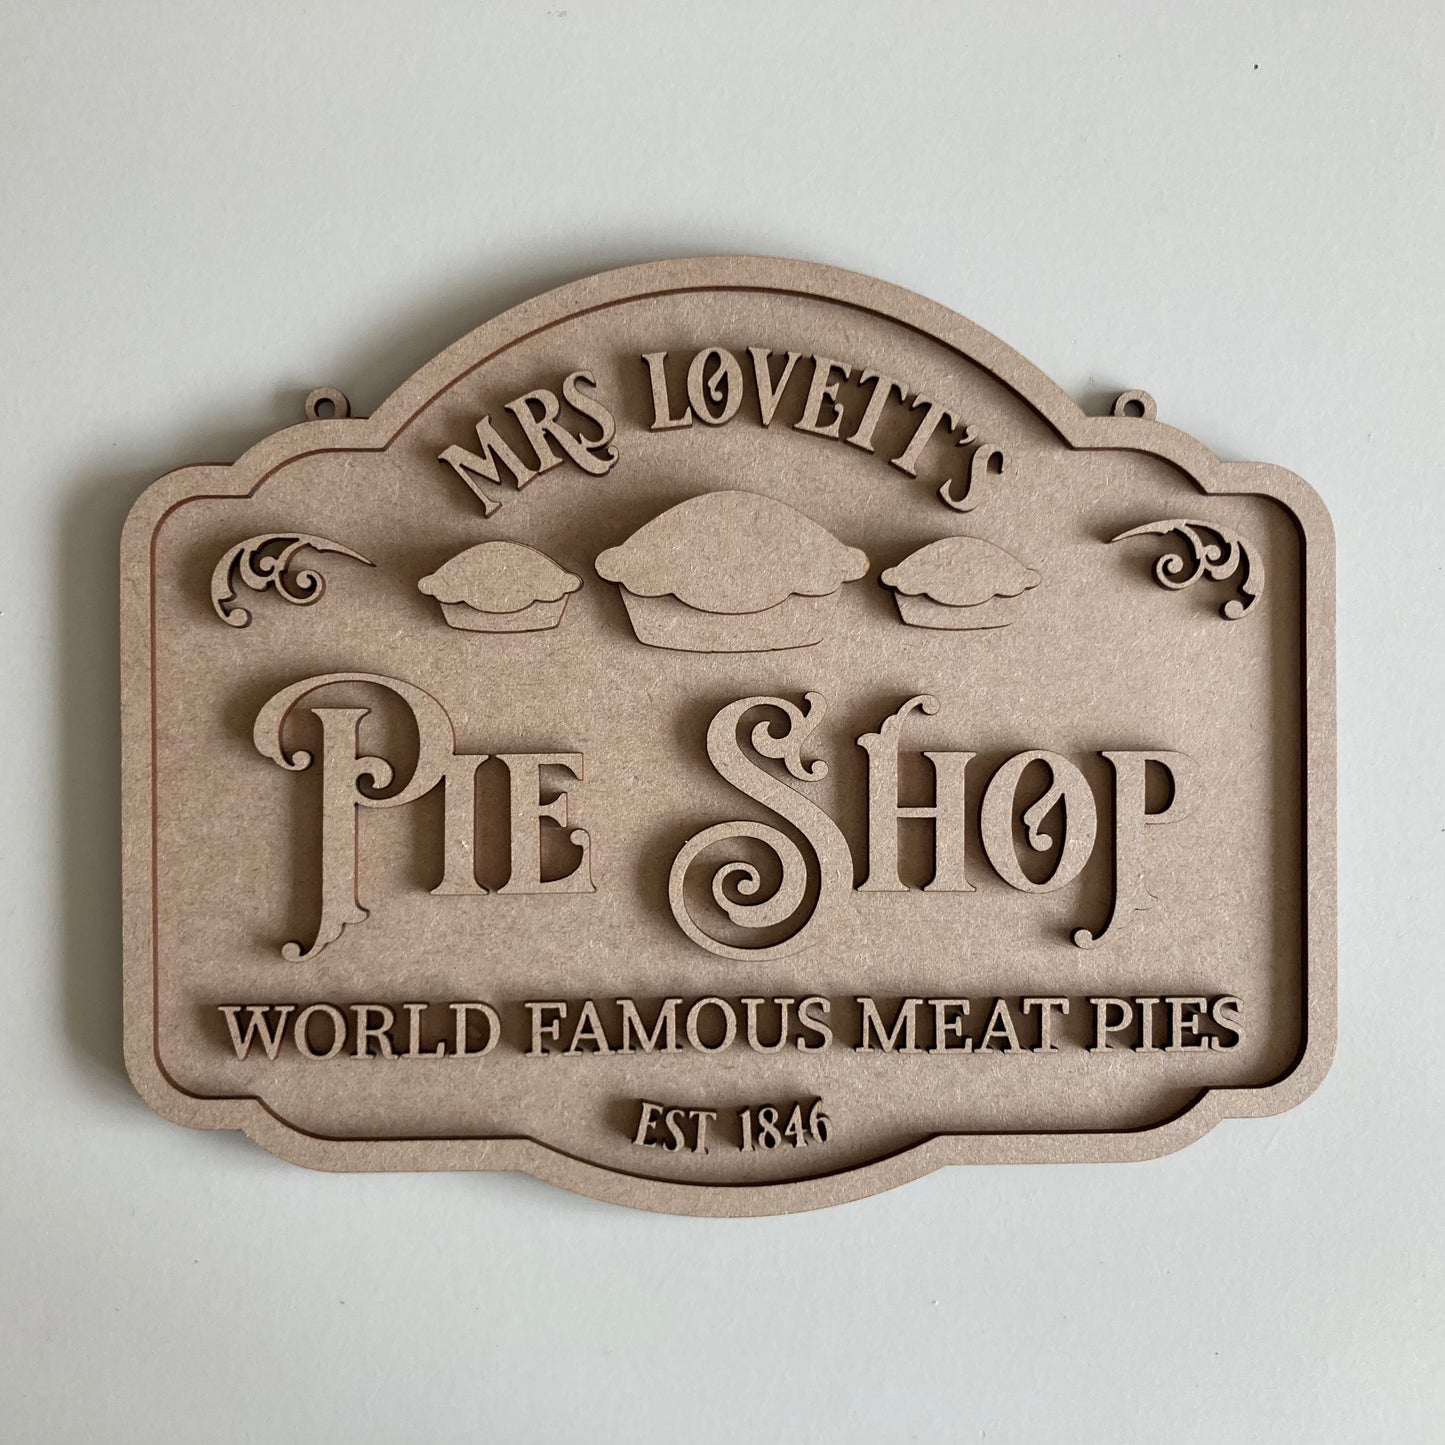 MRS LOVETT'S
PIE SHOP
WORLD FAMOUS MEAT PIES
EST 1846